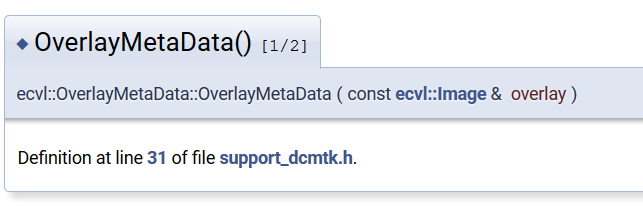 ◆ OverlayMetaData() [1/2]
ecvl::OverlayMetaData::OverlayMetaData ( const ecvl::Image & overlay )
Definition at line 31 of file support_dcmtk.h.